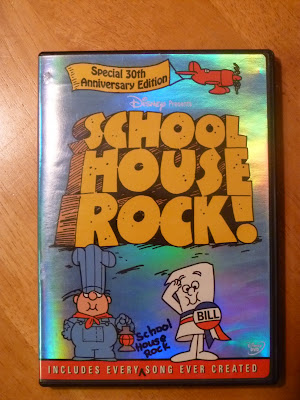 Special 30th
Anniversary Edition
Disney Presents
SCHOOL
HOUSE
ROCK!
BILL
School
House
Rock
INCLUDES EVERY SONG EVER CREATED